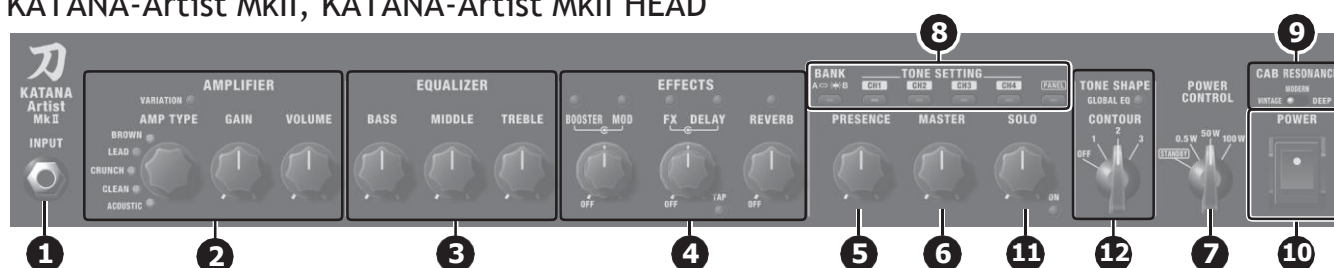 KATANA-Artist MkII, KATANA-Artist MkII HEAD
8
9
刀
KATANA
Artist
MkII
INPUT
1
AMPLIFIER
VARIATION
AMP TYPE GAIN VOLUME
BROWN
LEAD
CRUNCH
CLEAN
ACOUSTIC
2
EQUALIZER
BASS MIDDLE TREBLE
3
EFFECTS
BOOSTER MOD FX DELAY REVERB
OFF OFF TAP OFF
4
BANK TONE SETTING
A B CH1 CH2 CH3 CH4 PANEL
PRESENCE MASTER SOLO
ON
5
6
11
TONE SHAPE
GLOBAL EQ
CONTOUR
OFF 1 2 3
12
POWER
CONTROL
STANDBY 0.5W 50W 100W
7
CAB RESONANCE
MODERN
VINTAGE DEEP
POWER
10